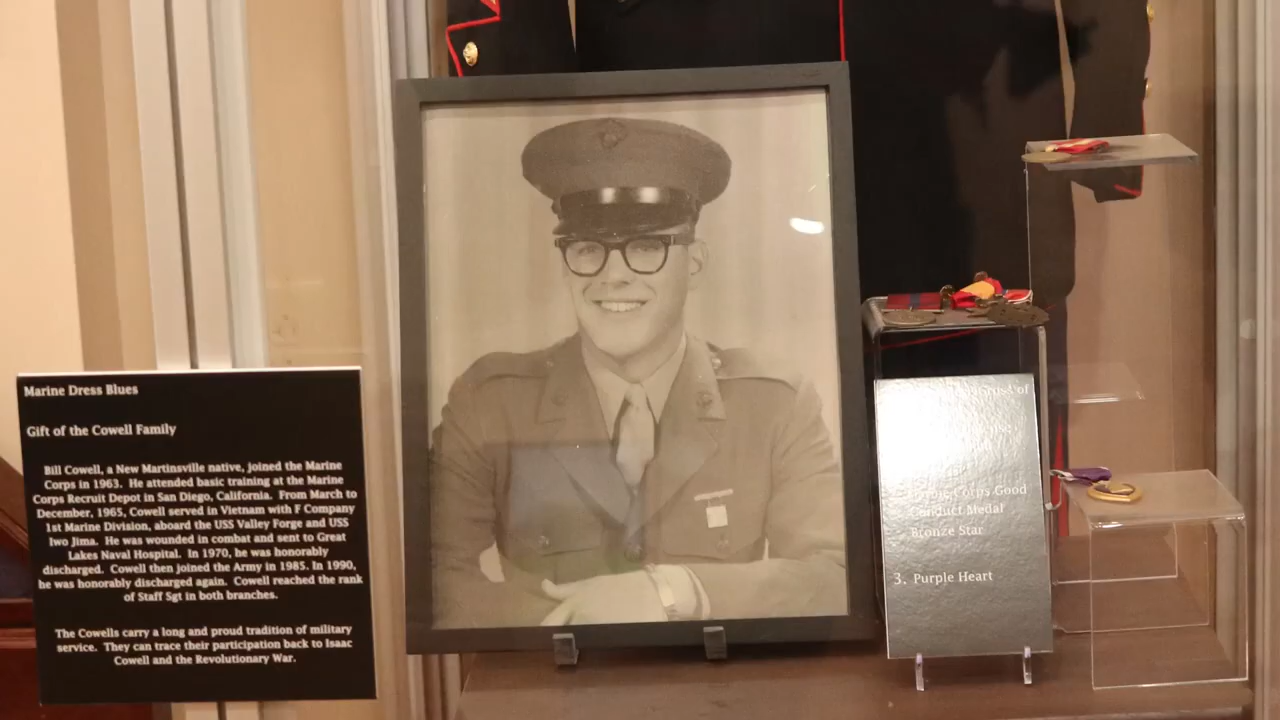 Marine Dress Blues
Gift of the Cowell Family
Bill Cowell, a New Martinsville native, joined the Marine
Corps in 1963. He attended basic training at the Marine
Corps Recruit Depot in San Diego, California. From March to
December, 1965, Cowell served in Vietnam with F Company
1st Marine Division, aboard the USS Valley Forge and USS
Iwo Jima. He was wounded in combat and sent to Great
Lakes Naval Hospital. In 1970, he was honorably
discharged. Cowell then joined the Army in 1985. In 1990,
he was honorably discharged again. Cowell reached the rank
of Staff Sgt in both branches.
The Cowells carry a long and proud tradition of military
service. They can trace their participation back to Isaac
Cowell and the Revolutionary War.
of
Corps Good
Conduct Medal
Bronze Star
3. Purple Heart